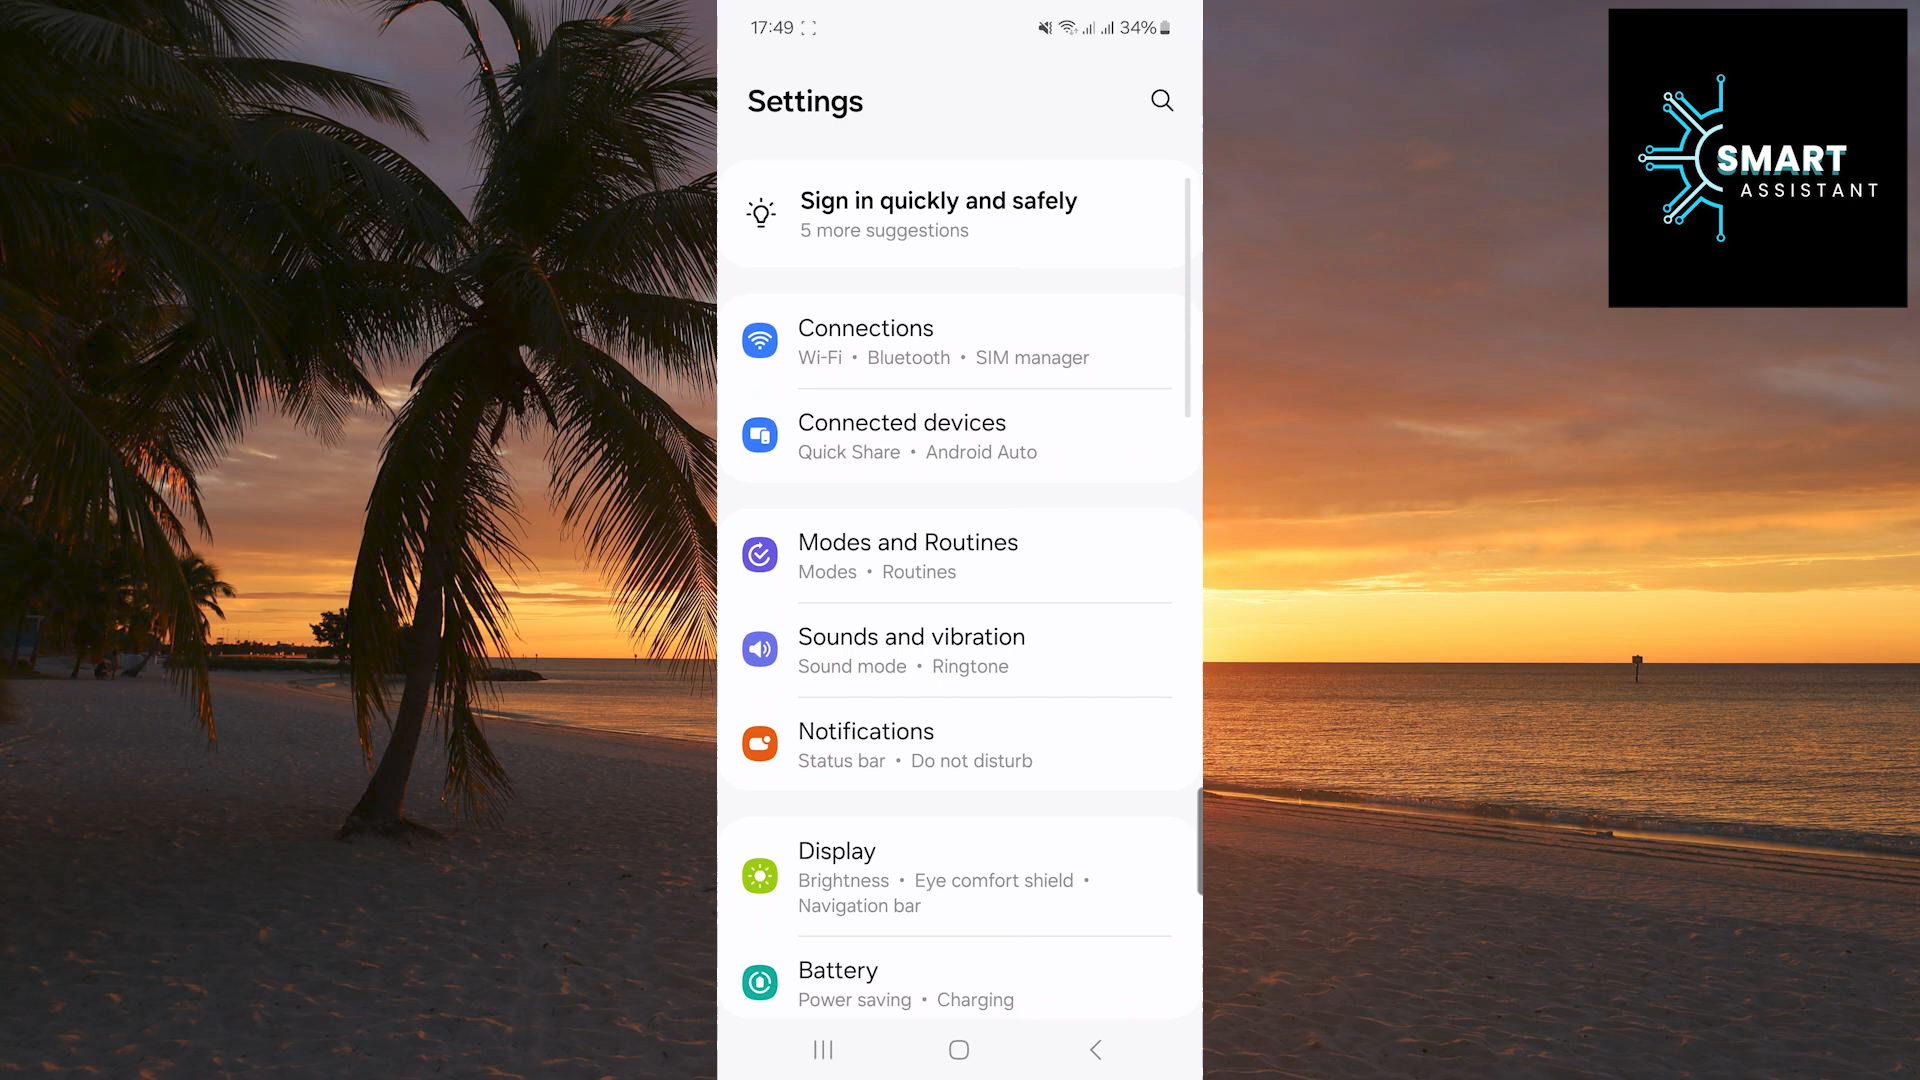 17:49
34%
Settings
Sign in quickly and safely
5 more suggestions
Connections
Wi-Fi • Bluetooth • SIM manager
Connected devices
Quick Share • Android Auto
Modes and Routines
Modes • Routines
Sounds and vibration
Sound mode • Ringtone
Notifications
Status bar • Do not disturb
Display
Brightness • Eye comfort shield •
Navigation bar
Battery
Power saving • Charging
SMART
ASSISTANT